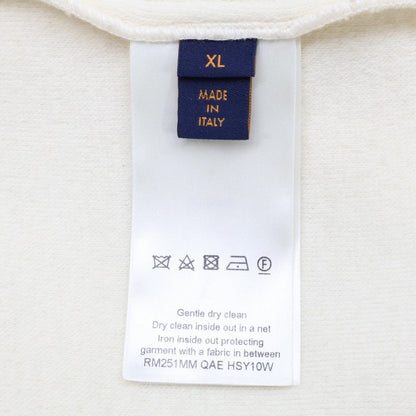 XL
MADE
IN
ITALY
F
Gentle dry clean
Dry clean inside out in a net
Iron inside out protecting
garment with a fabric in between
RM251MM QAE HSY10W